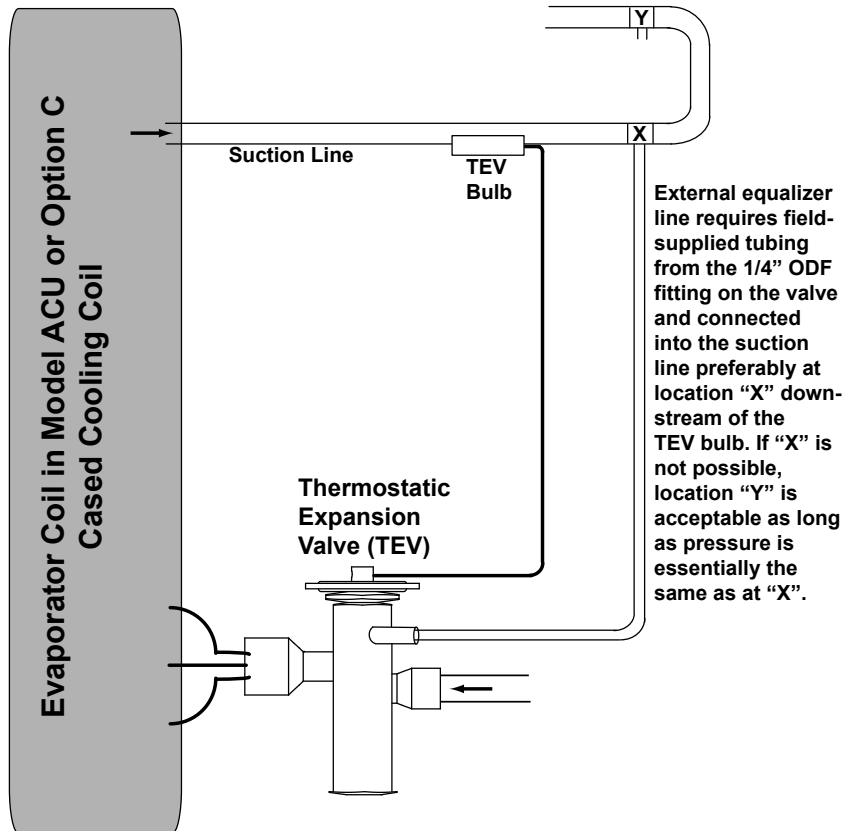 Evaporator Coil in Model ACU or Option C
Cased Cooling Coil
Y
X
Suction Line
TEV
Bulb
External equalizer
line requires field-
supplied tubing
from the 1/4” ODF
fitting on the valve
and connected
into the suction
line preferably at
location “X” down-
stream of the
TEV bulb. If “X” is
not possible,
location “Y” is
acceptable as long
as pressure is
essentially the
same as at “X”.
Thermostatic
Expansion
Valve (TEV)